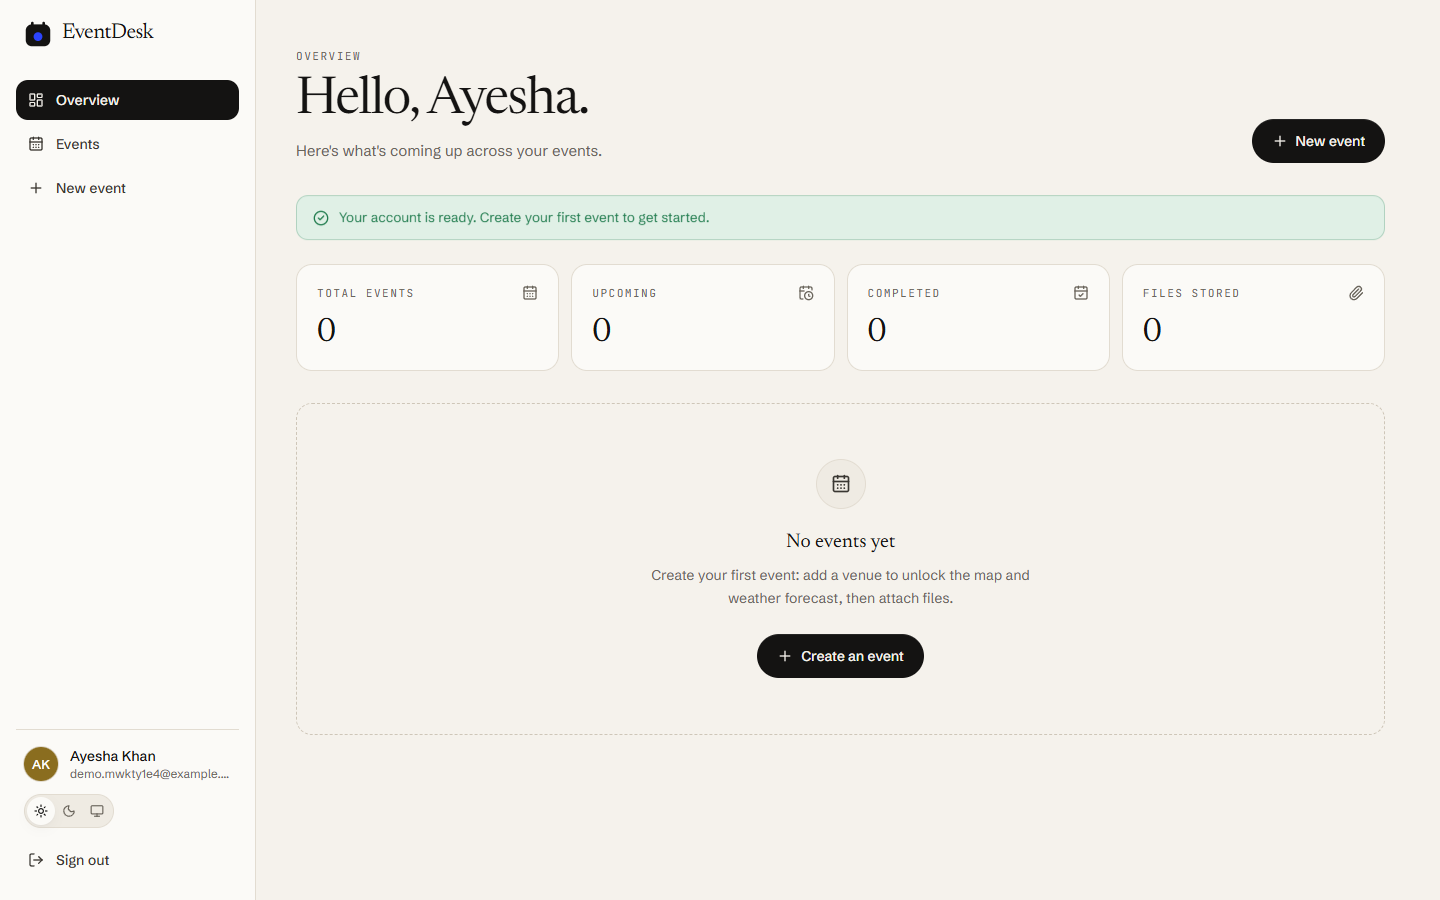 EventDesk
Overview
Events
New event
Ayesha Khan
demo.mwkty1e4@example....
Sign out
OVERVIEW
Hello, Ayesha.
Here's what's coming up across your events.
New event
Your account is ready. Create your first event to get started.
TOTAL EVENTS
0
UPCOMING
0
COMPLETED
0
FILES STORED
0
No events yet
Create your first event: add a venue to unlock the map and
weather forecast, then attach files.
Create an event
AK